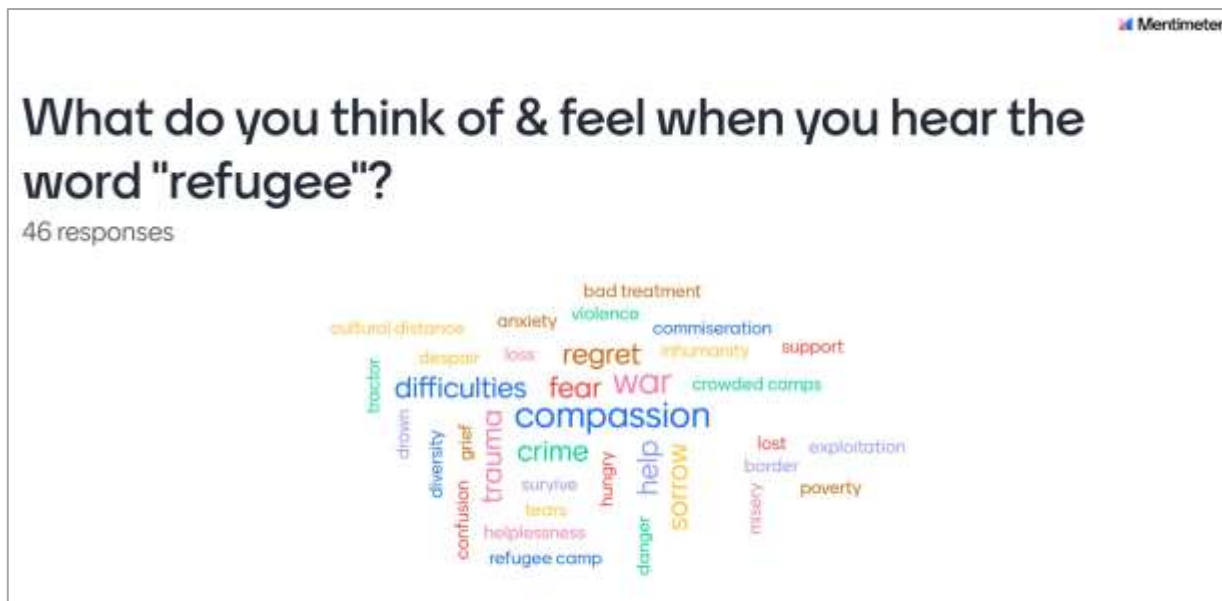 Mentimeter
What do you think of & feel when you hear the
word "refugee"?
46 responses
bad treatment
violence
anxiety
cultural distance
commiseration
support
despair
loss
regret
inhumanity
tractor
difficulties
fear
war
crowded camps
compassion
drown
diversity
grief
trauma
crime
hungry
help
sorrow
lost
exploitation
border
survive
confusion
misery
poverty
tears
helplessness
danger
refugee camp